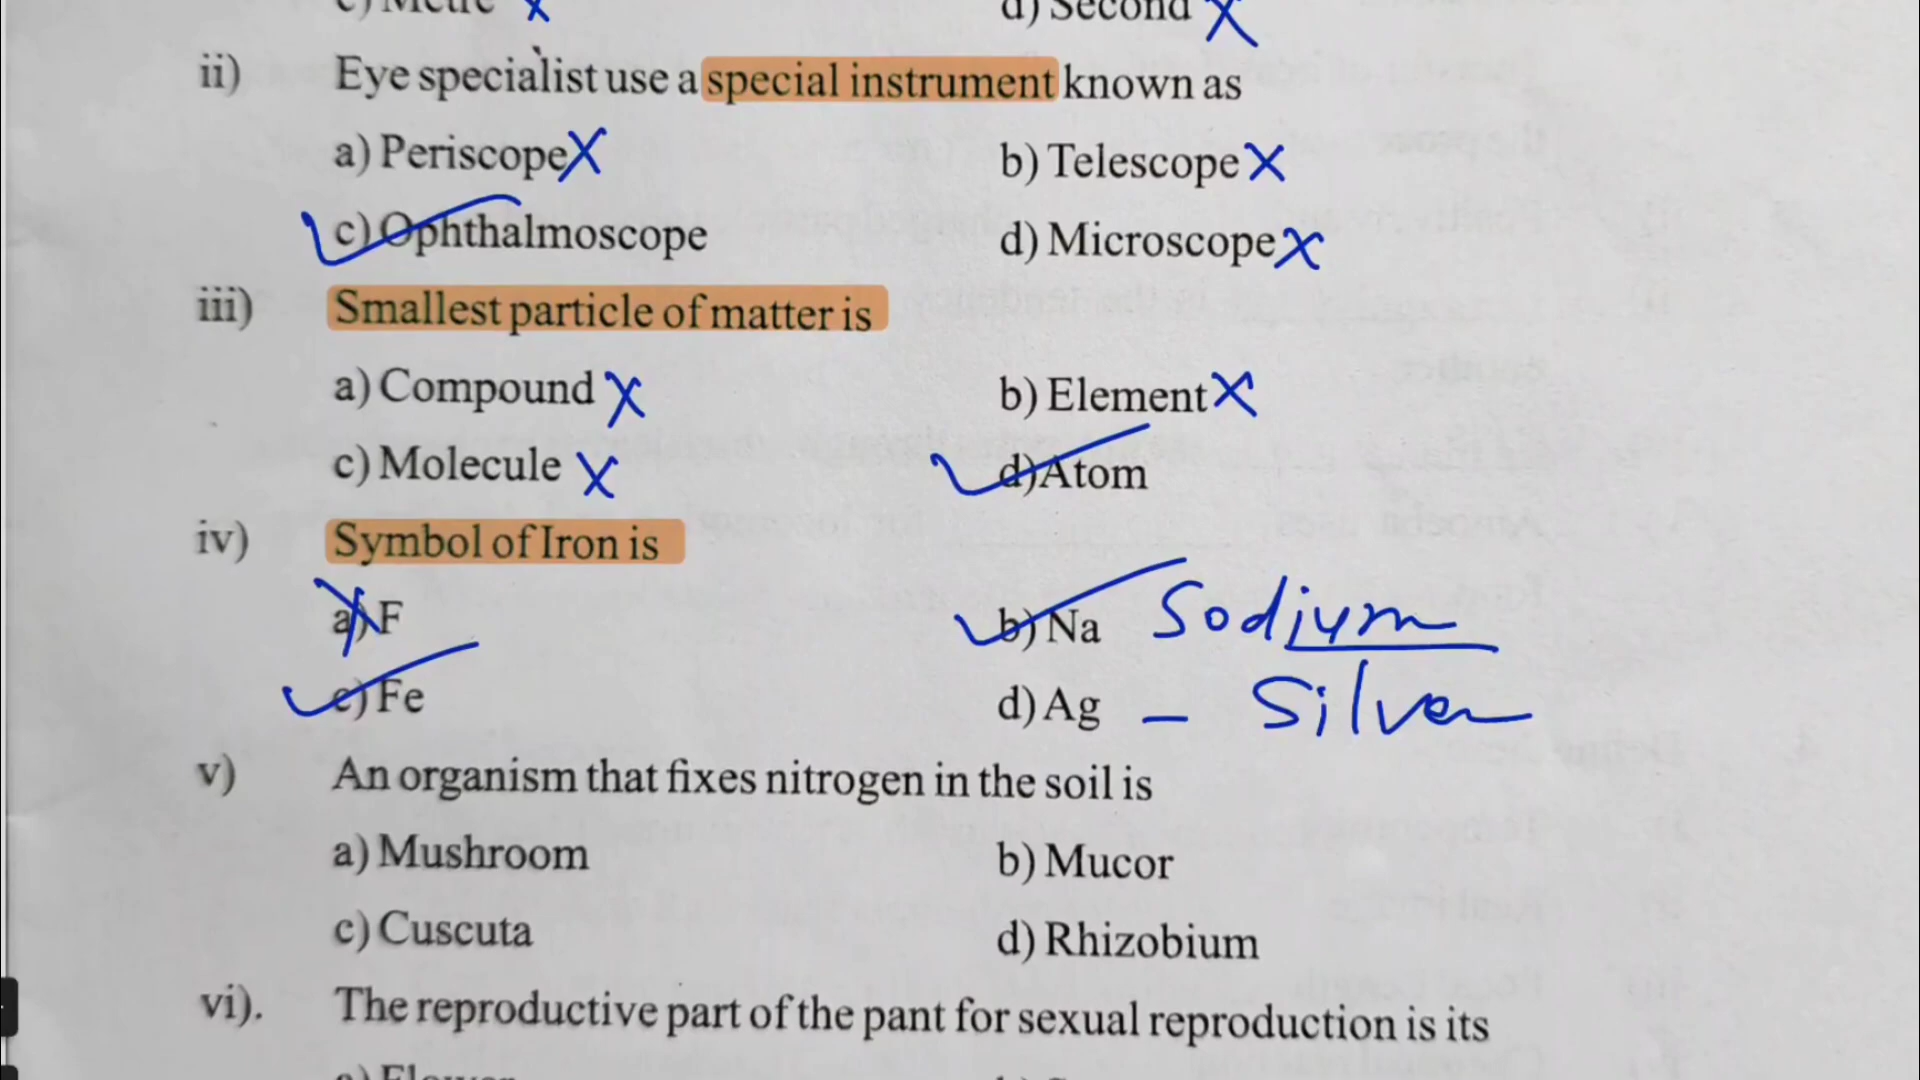 c) Metre d) Second
ii) Eye specialist use a special instrument known as
a) Periscope b) Telescope
c) Ophthalmoscope d) Microscope
iii) Smallest particle of matter is
a) Compound b) Element
c) Molecule d) Atom
iv) Symbol of Iron is
a) F b) Na Sodium
c) Fe d) Ag – Silver
v) An organism that fixes nitrogen in the soil is
a) Mushroom b) Mucor
c) Cuscuta d) Rhizobium
vi). The reproductive part of the pant for sexual reproduction is its
a) Flower